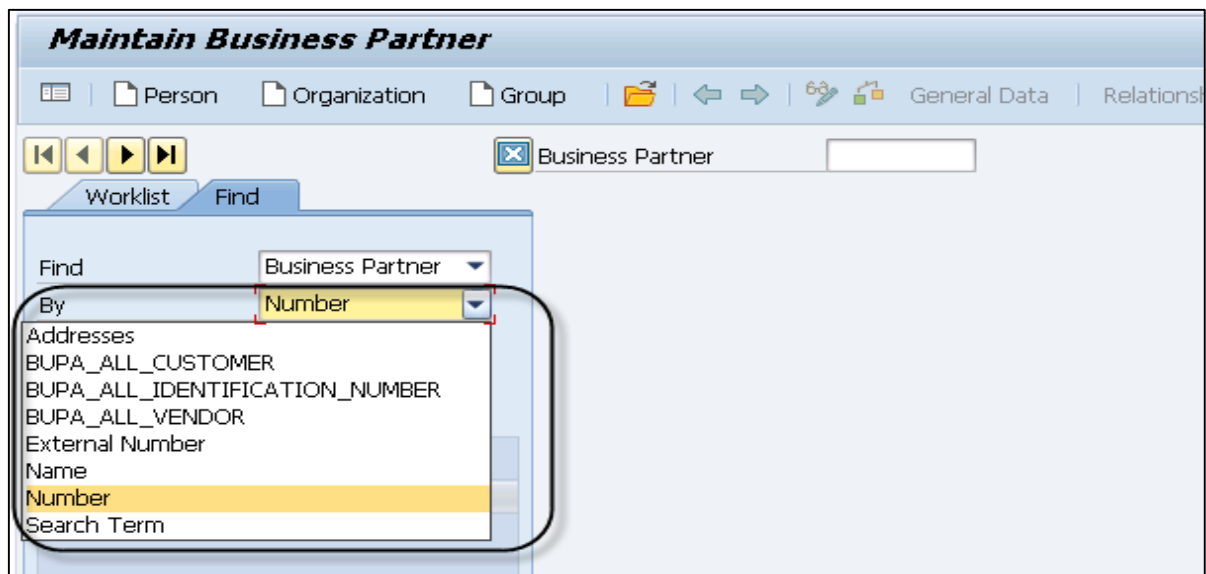 Maintain Business Partner
Person Organization Group General Data Relations
Business Partner
Worklist Find
Find Business Partner
By Number
Addresses
BUPA_ALL_CUSTOMER
BUPA_ALL_IDENTIFICATION_NUMBER
BUPA_ALL_VENDOR
External Number
Name
Number
Search Term